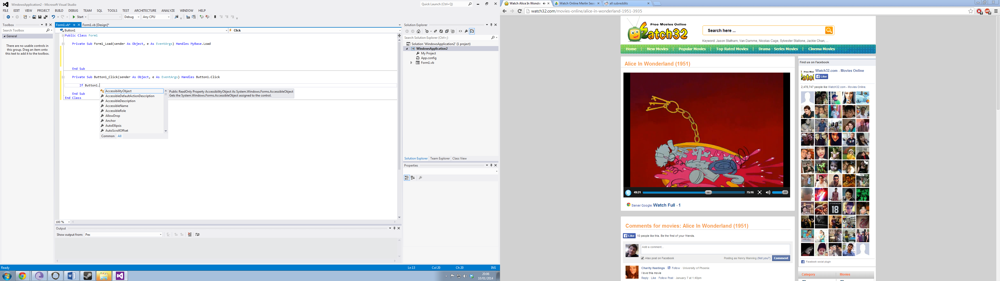 WindowsApplication2 - Microsoft Visual Studio
Quick Launch (Ctrl+Q)
FILE EDIT VIEW PROJECT BUILD DEBUG TEAM SQL TOOLS TEST ARCHITECTURE ANALYZE WINDOW HELP
Start Debug Any CPU
Toolbox
Search Toolbox
General
There are no usable controls in
this group. Drag an item onto
this text to add it to the toolbox.
Form1.vb* Form1.vb [Design]*
Button1 Click
Public Class Form1
Private Sub Form1_Load(sender As Object, e As EventArgs) Handles MyBase.Load
End Sub
Private Sub Button1_Click(sender As Object, e As EventArgs) Handles Button1.Click
If Button1.
End Sub
End Class
AccessibilityObject
AccessibleDefaultActionDescription
AccessibleDescription
AccessibleName
AccessibleRole
AllowDrop
Anchor
AutoEllipsis
AutoScrollOffset
Common All
Public ReadOnly Property AccessibilityObject As System.Windows.Forms.AccessibleObject
Gets the System.Windows.Forms.AccessibleObject assigned to the control.
100 %
Output
Show output from: Pex
Solution Explorer
Search Solution Explorer (Ctrl+;)
Solution 'WindowsApplication2' (1 project)
WindowsApplication2
My Project
App.config
Form1.vb
Solution Explorer Team Explorer Class View
Properties
Ready Ln 13 Col 20 Ch 20 INS
20:06
10/01/2014
Watch Alice In Wonder Watch Online Merlin Seas all subreddits
watch32.com/movies-online/alice-in-wonderland-1951-3935
Free Movies Online
Watch32
Search here ...
Keyword: Jason Statham, Van Damme, Nicolas Cage, Sylvester Stallone, Jackie Chan, ...
Home New Movies Popular Movies Top Rated Movies Drama - Series Movies Cinema Movies
Alice In Wonderland (1951)
49:21 75:16
Server Google: Watch Full - 1
Comments for movies: Alice In Wonderland (1951)
Like 10 people like this. Be the first of your friends.
Add a comment...
Also post on Facebook Posting as Henry Manning (Not you?) Comment
Charity Hastings · Follow · University of Phoenix
I love this movie
Reply · Like · Follow Post · January 7 at 1:40pm
Find us on Facebook
Free Mov
Watch32.com - Movies Online
Like
2,478,747 people like Watch32.com - Movies Online.
STEVENSON
18
Facebook social plugin
Category Movies